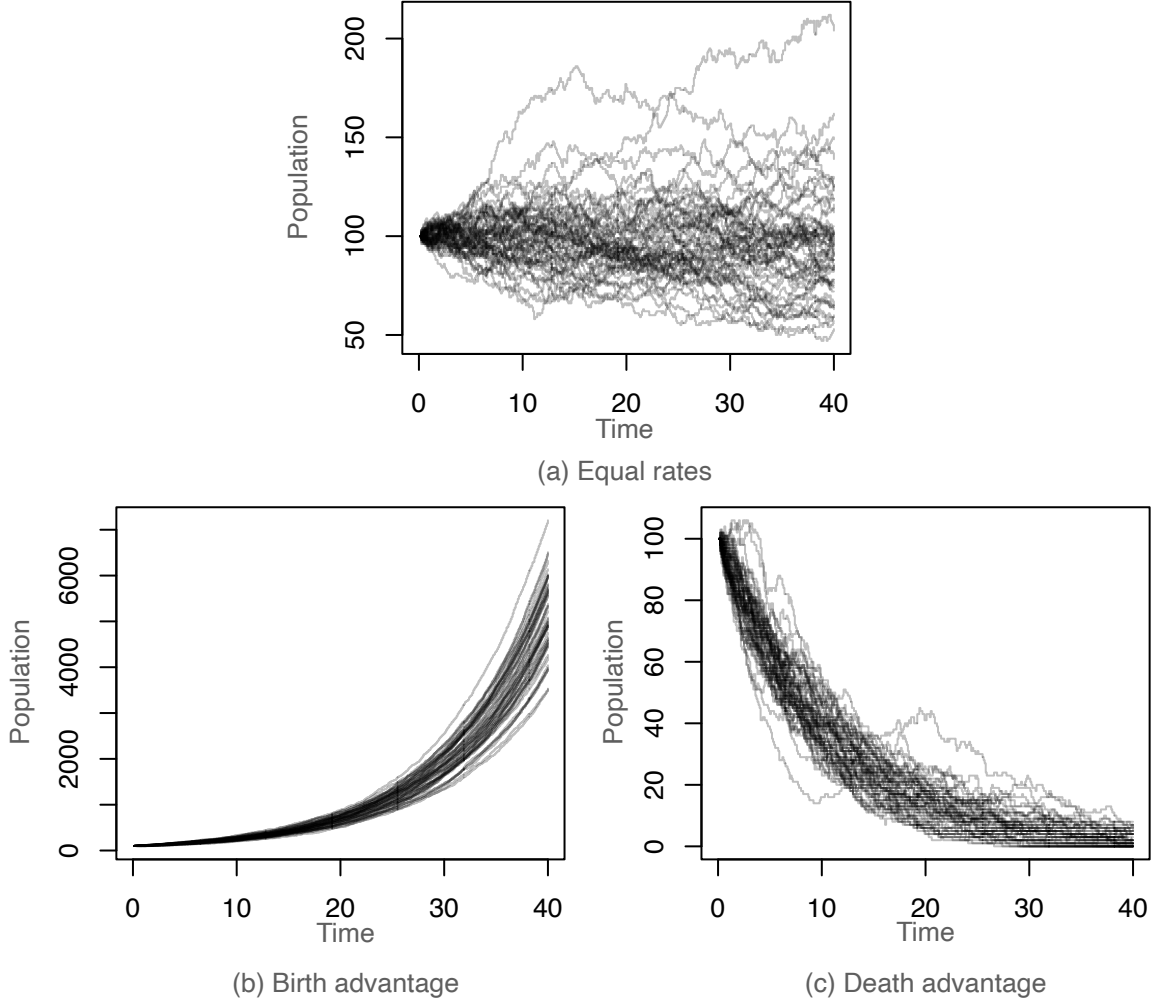 Population
200
150
100
50
0 10 20 30 40
Time
(a) Equal rates
Population
6000
4000
2000
0
0 10 20 30 40
Time
(b) Birth advantage
Population
100
80
60
40
20
0
0 10 20 30 40
Time
(c) Death advantage